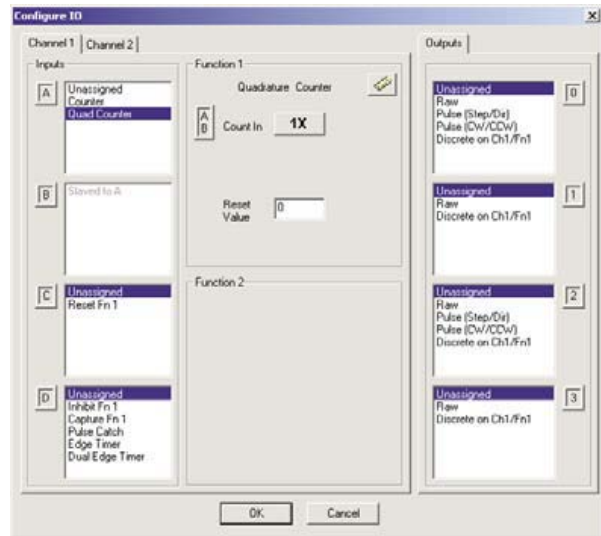 Configure IO
Channel 1 Channel 2
Outputs
Inputs
A
Unassigned
Counter
Quad Counter
B
Slaved to A
C
Unassigned
Reset Fn 1
D
Unassigned
Inhibit Fn 1
Capture Fn 1
Pulse Catch
Edge Timer
Dual Edge Timer
Function 1
Quadrature Counter
A
B
Count In
1X
Reset
Value
0
Function 2
Unassigned
Raw
Pulse (Step/Dir)
Pulse (CW/CCW)
Discrete on Ch1/Fn1
0
Unassigned
Raw
Discrete on Ch1/Fn1
1
Unassigned
Raw
Pulse (Step/Dir)
Pulse (CW/CCW)
Discrete on Ch1/Fn1
2
Unassigned
Raw
Discrete on Ch1/Fn1
3
OK
Cancel